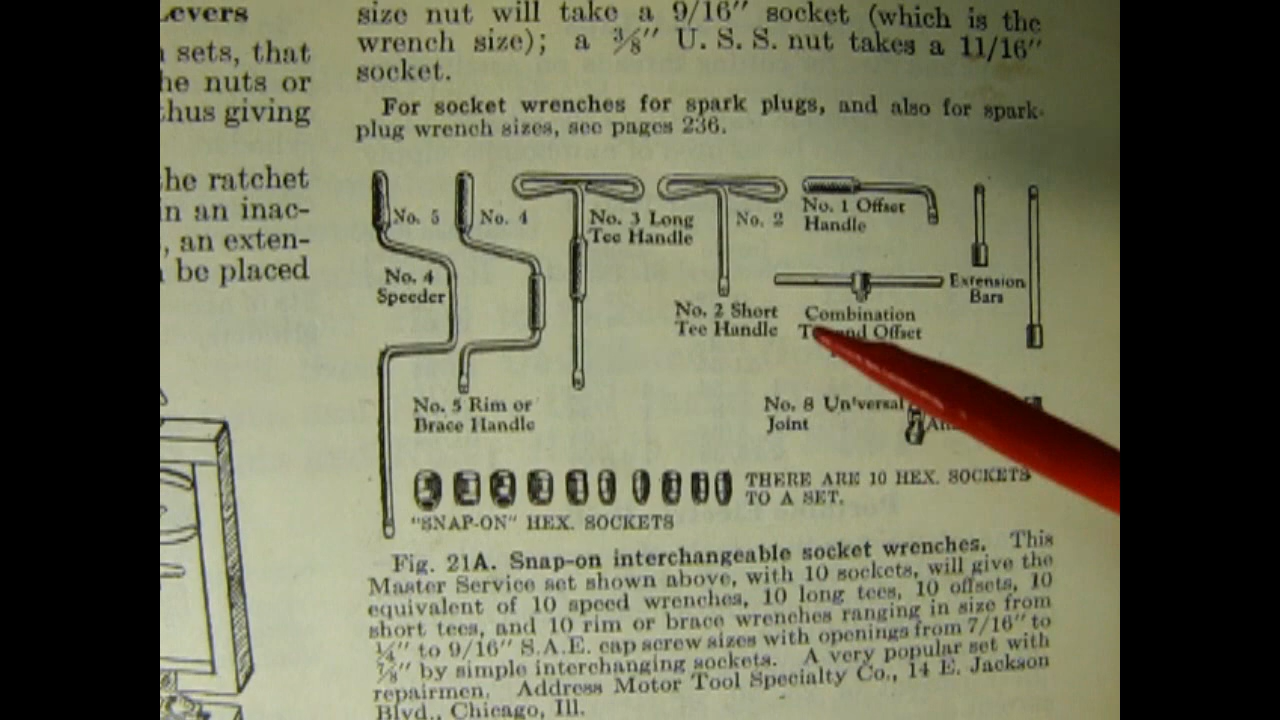 Levers
sets, that
the nuts or
thus giving
the ratchet
in an inac-
, an exten-
be placed
size nut will take a 9/16" socket (which is the
wrench size); a 3/8" U. S. S. nut takes a 11/16"
socket.
For socket wrenches for spark plugs, and also for spark-
plug wrench sizes, see pages 236.
No. 5
No. 4
No. 3 Long
Tee Handle
No. 2
No. 1 Offset
Handle
No. 4
Speeder
No. 2 Short
Tee Handle
Combination
and Offset
Extension
Bars
No. 5 Rim or
Brace Handle
No. 8 Un'versal
Joint
THERE ARE 10 HEX. SOCKETS
TO A SET.
"SNAP-ON" HEX. SOCKETS
Fig. 21A. Snap-on interchangeable socket wrenches. This
Master Service set shown above, with 10 sockets, will give the
equivalent of 10 speed wrenches, 10 long tees, 10 offsets, 10
short tees, and 10 rim or brace wrenches ranging in size from
1/4" to 9/16" S.A.E. cap screw sizes with openings from 7/16" to
7/8" by simple interchanging sockets. A very popular set with
repairmen. Address Motor Tool Specialty Co., 14 E. Jackson
Blvd., Chicago, Ill.